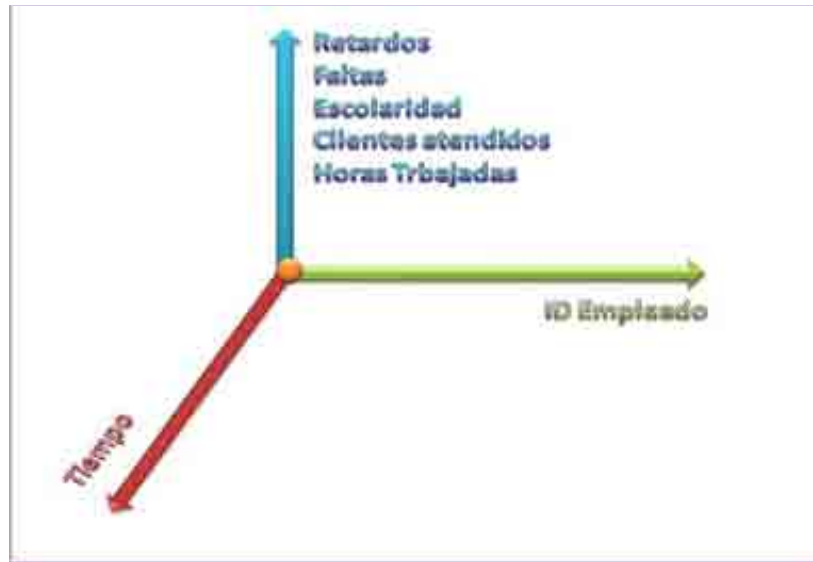 Retardos
Faltas
Escolaridad
Clientes atendidos
Horas Trbajadas
ID Empleado
Tiempo